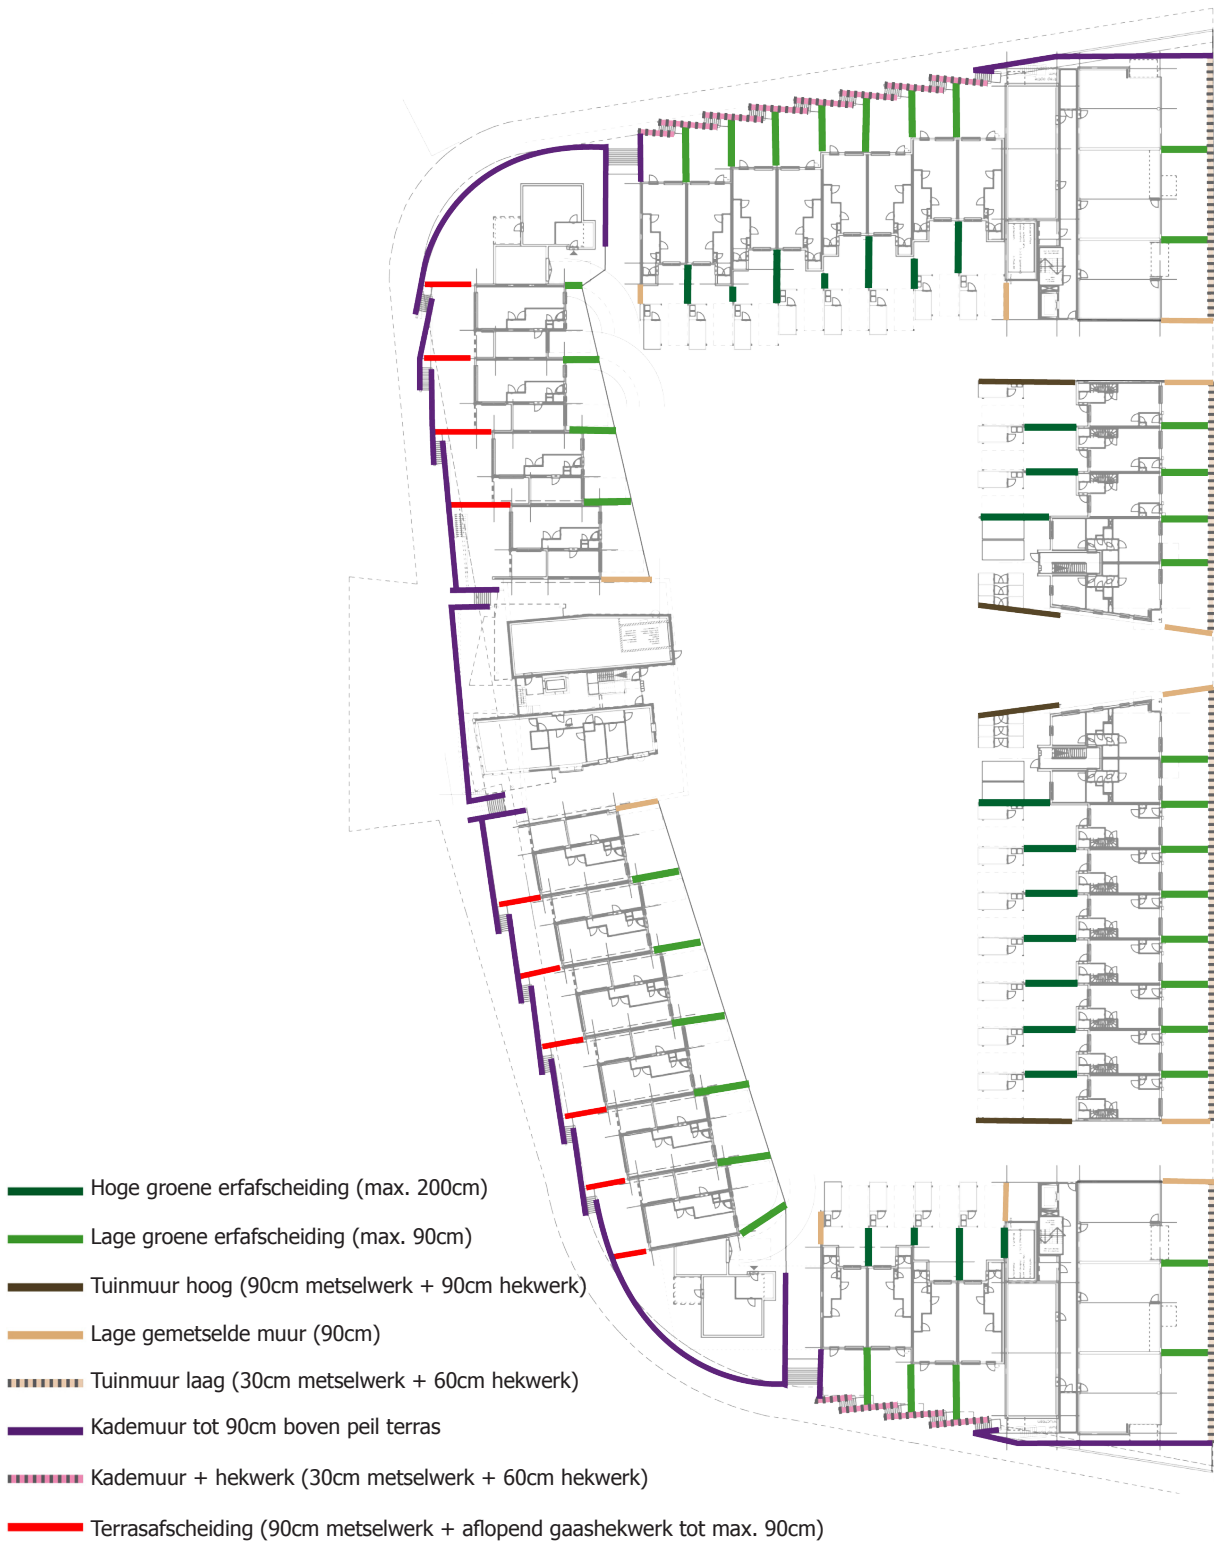 Hoge groene erfafscheiding (max. 200cm)
Lage groene erfafscheiding (max. 90cm)
Tuinmuur hoog (90cm metselwerk + 90cm hekwerk)
Lage gemetselde muur (90cm)
Tuinmuur laag (30cm metselwerk + 60cm hekwerk)
Kademuur tot 90cm boven peil terras
Kademuur + hekwerk (30cm metselwerk + 60cm hekwerk)
Terrasafscheiding (90cm metselwerk + aflopend gaashekwerk tot max. 90cm)